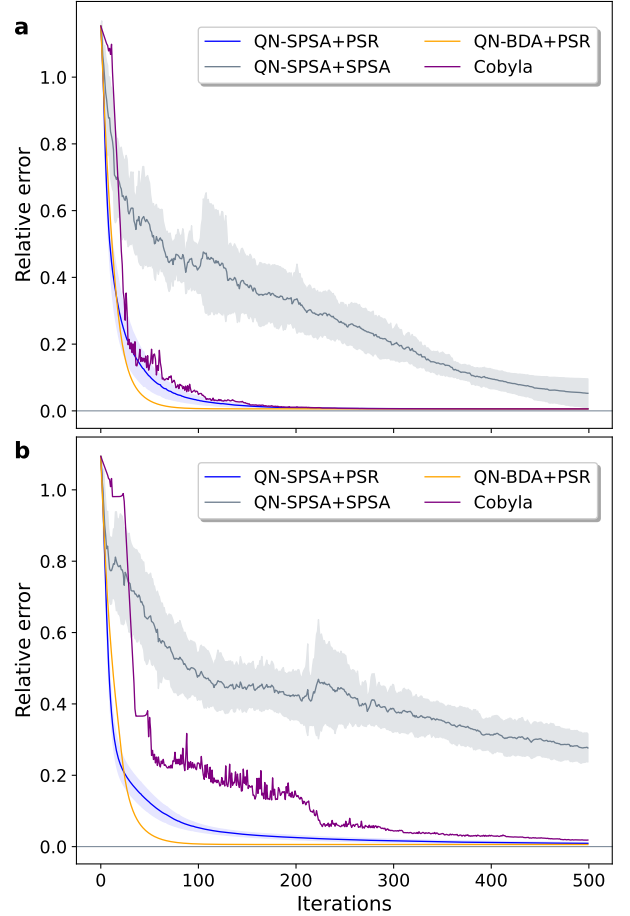 a
QN-SPSA+PSR QN-BDA+PSR
QN-SPSA+SPSA Cobyla
Relative error
1.0
0.8
0.6
0.4
0.2
0.0
b
QN-SPSA+PSR QN-BDA+PSR
QN-SPSA+SPSA Cobyla
Relative error
1.0
0.8
0.6
0.4
0.2
0.0
0 100 200 300 400 500
Iterations